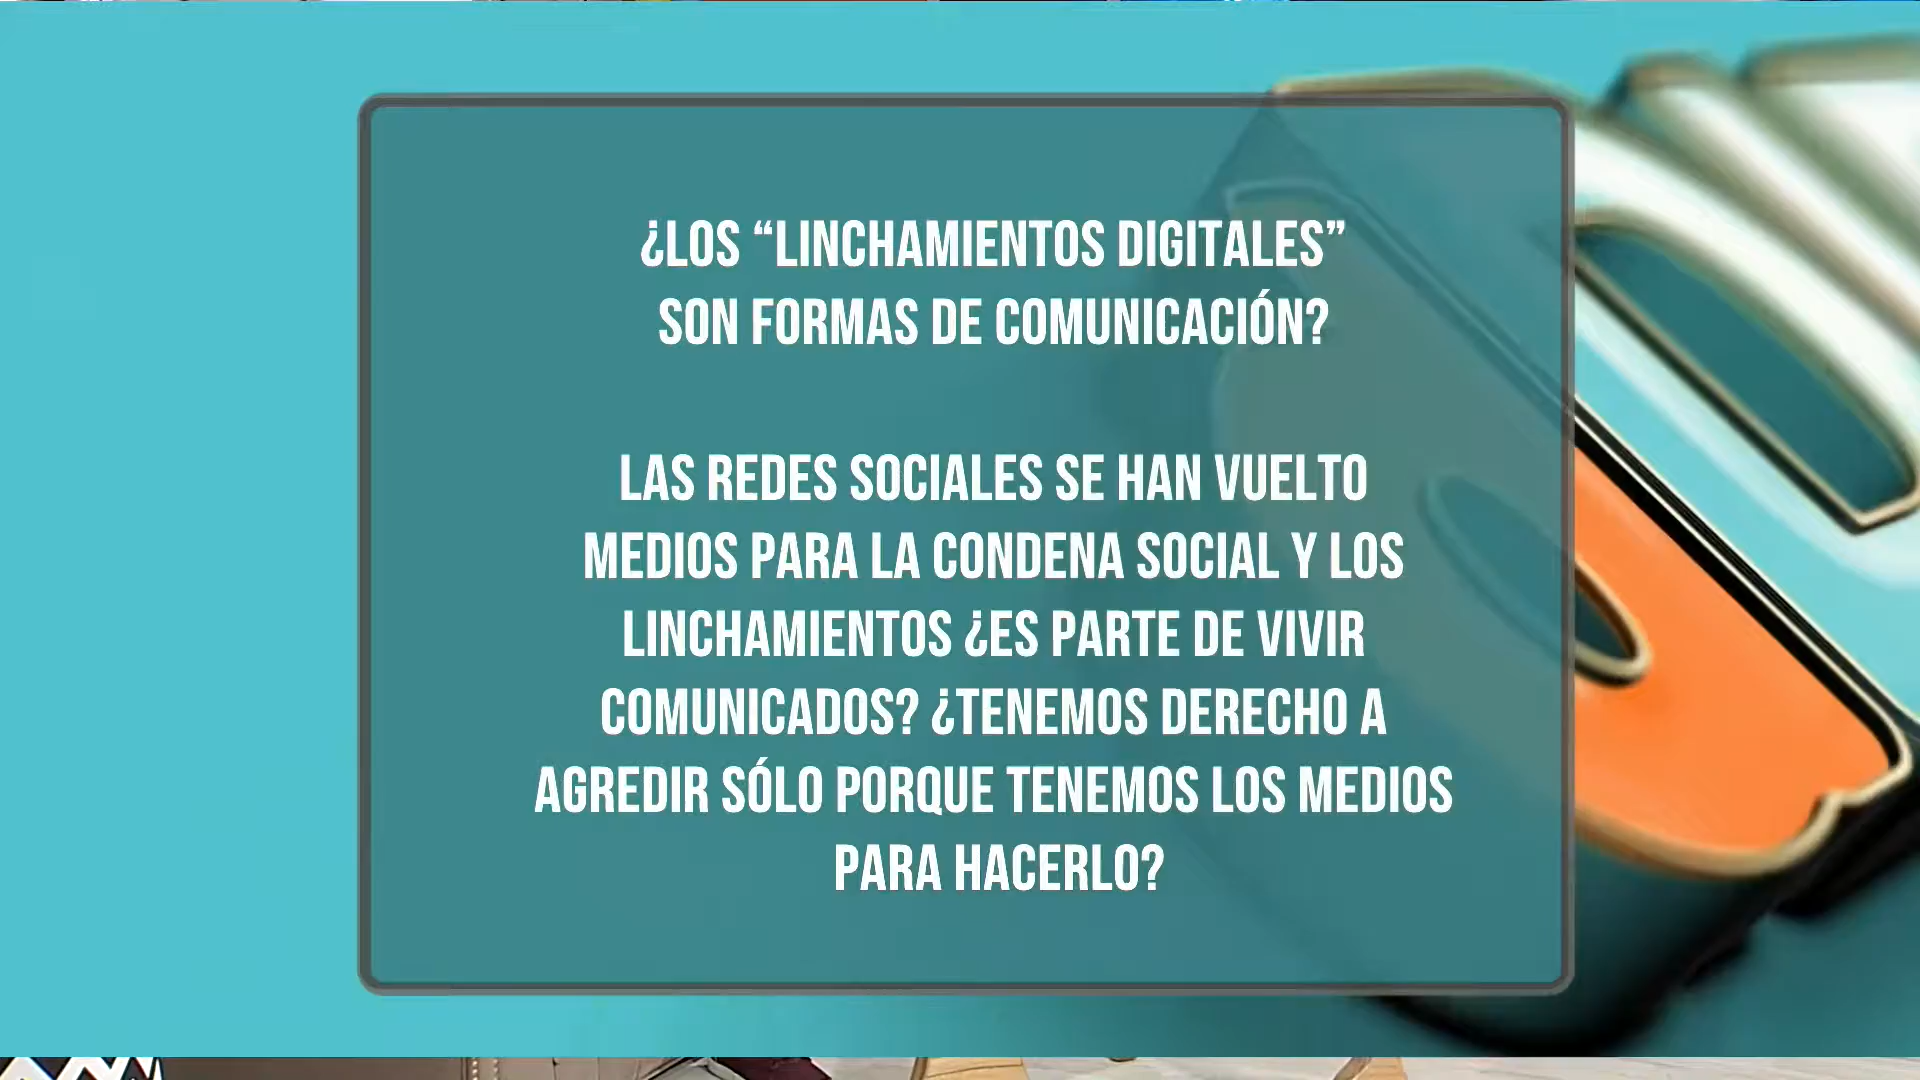 ¿LOS “LINCHAMIENTOS DIGITALES”
SON FORMAS DE COMUNICACIÓN?
LAS REDES SOCIALES SE HAN VUELTO
MEDIOS PARA LA CONDENA SOCIAL Y LOS
LINCHAMIENTOS ¿ES PARTE DE VIVIR
COMUNICADOS? ¿TENEMOS DERECHO A
AGREDIR SÓLO PORQUE TENEMOS LOS MEDIOS
PARA HACERLO?